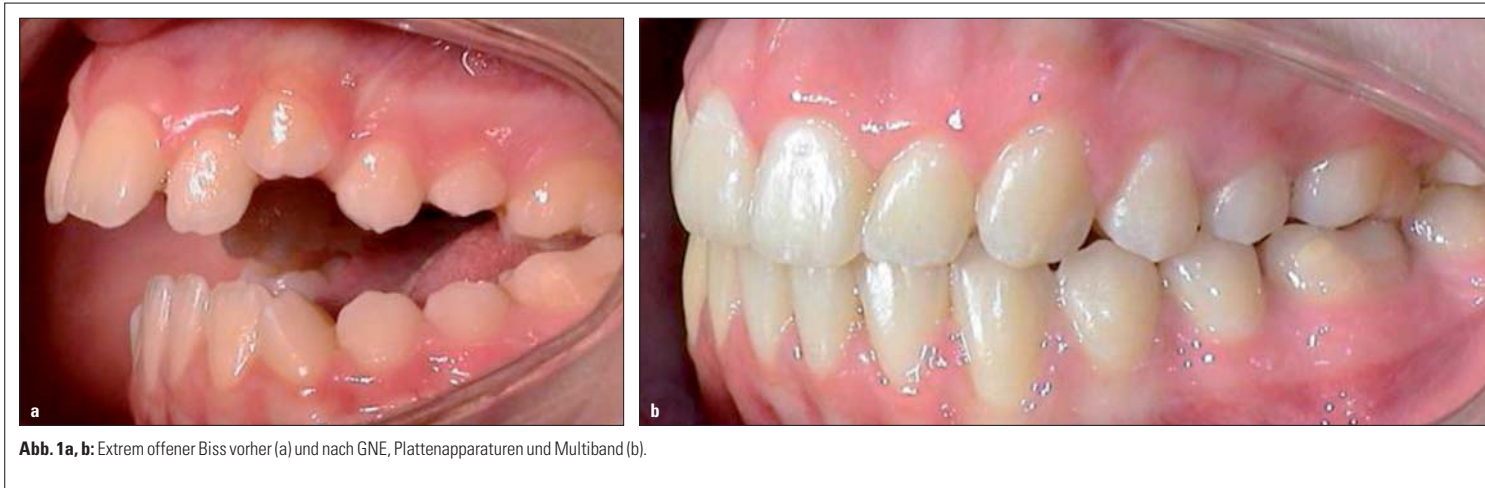 a
b
Abb. 1a, b: Extrem offener Biss vorher (a) und nach GNE, Plattenapparaturen und Multiband (b).